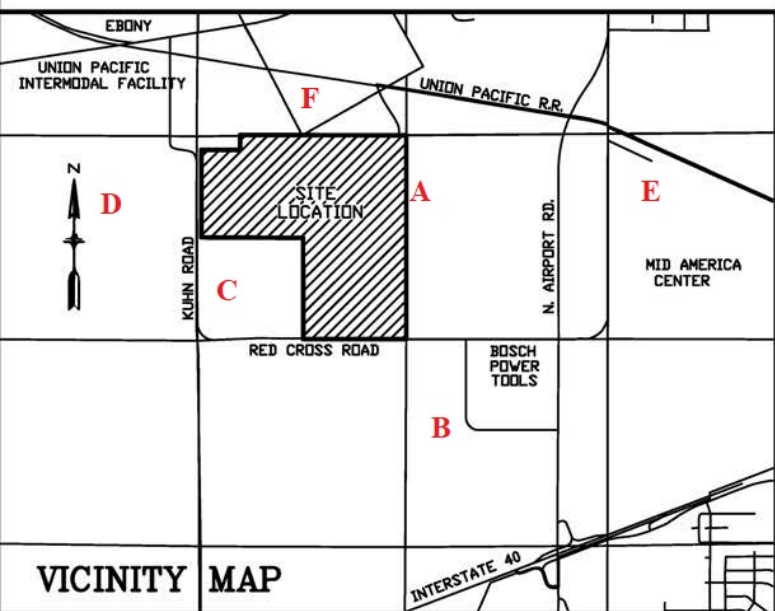 EBONY
UNION PACIFIC
INTERMODAL FACILITY
UNION PACIFIC R.R.
F
N
D
SITE
LOCATION
A
E
KUHN ROAD
N. AIRPORT RD.
MID AMERICA
CENTER
C
RED CROSS ROAD
BOSCH
POWER
TOOLS
B
INTERSTATE 40
VICINITY MAP